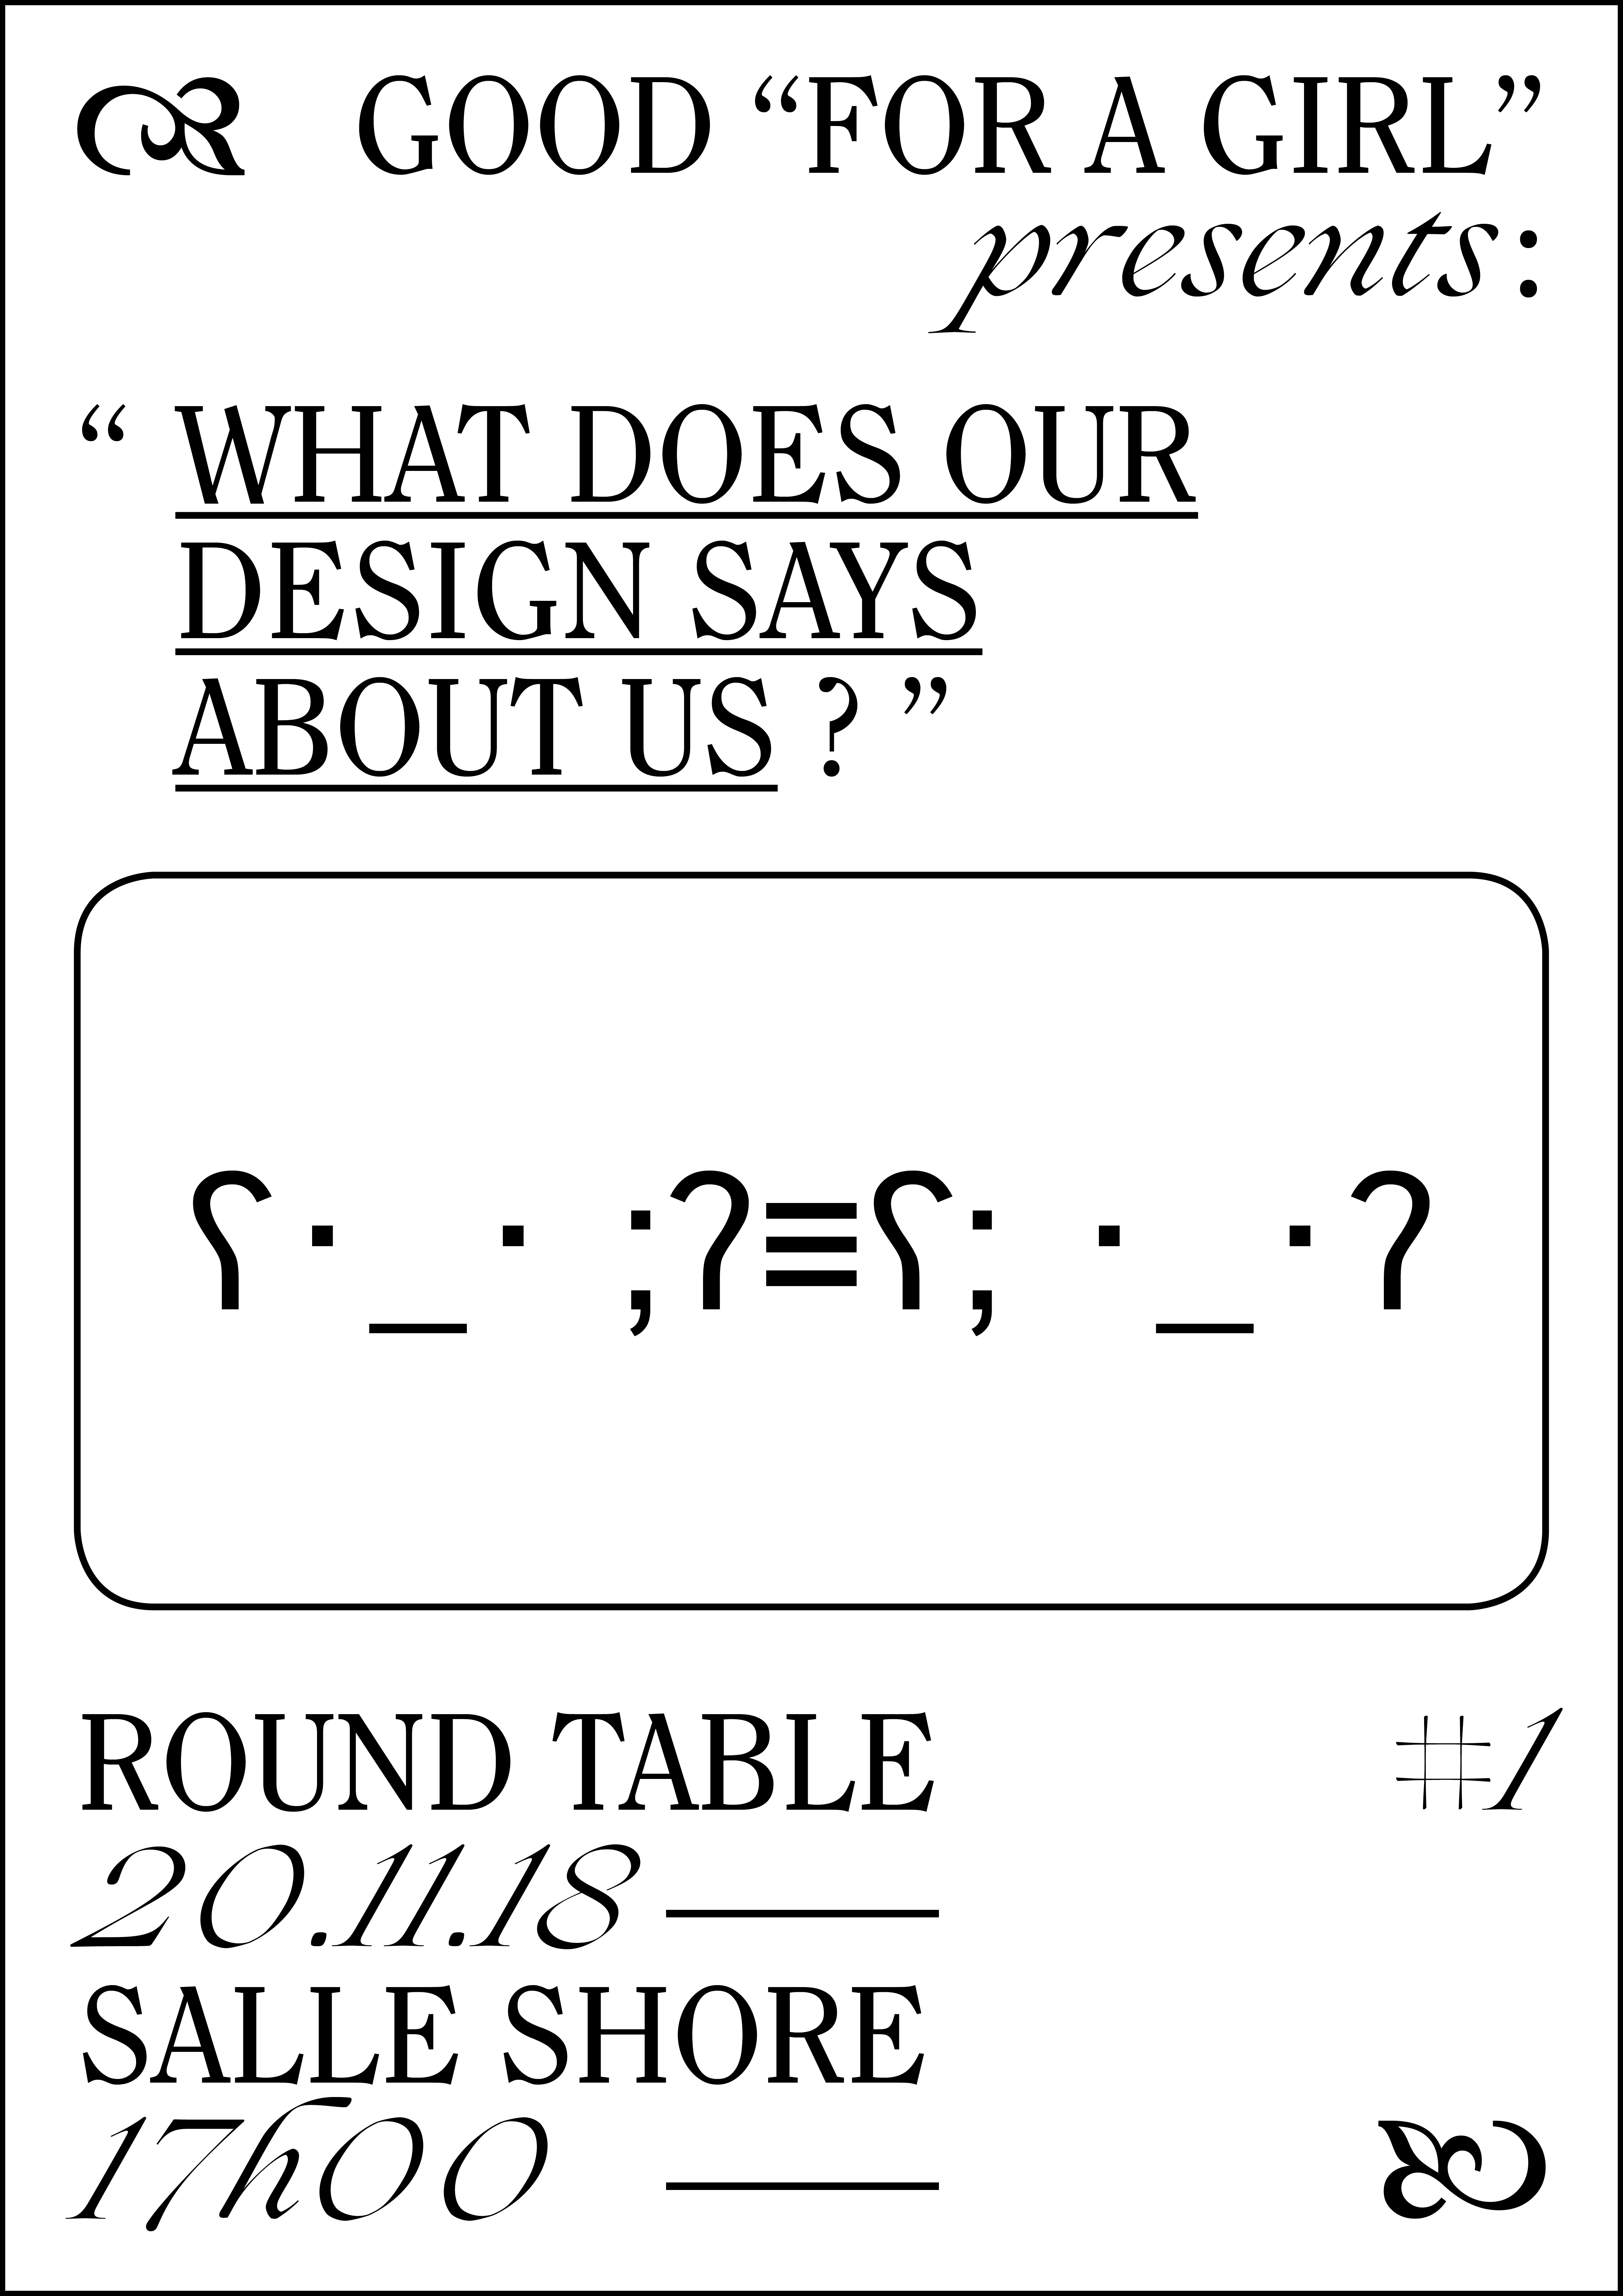 GOOD “FOR A GIRL”
presents:
“ WHAT DOES OUR
DESIGN SAYS
ABOUT US ? ”
ʕ·_· ;ʔ≡ʕ; ·_·ʔ
ROUND TABLE #1
20.11.18
SALLE SHORE
17h00